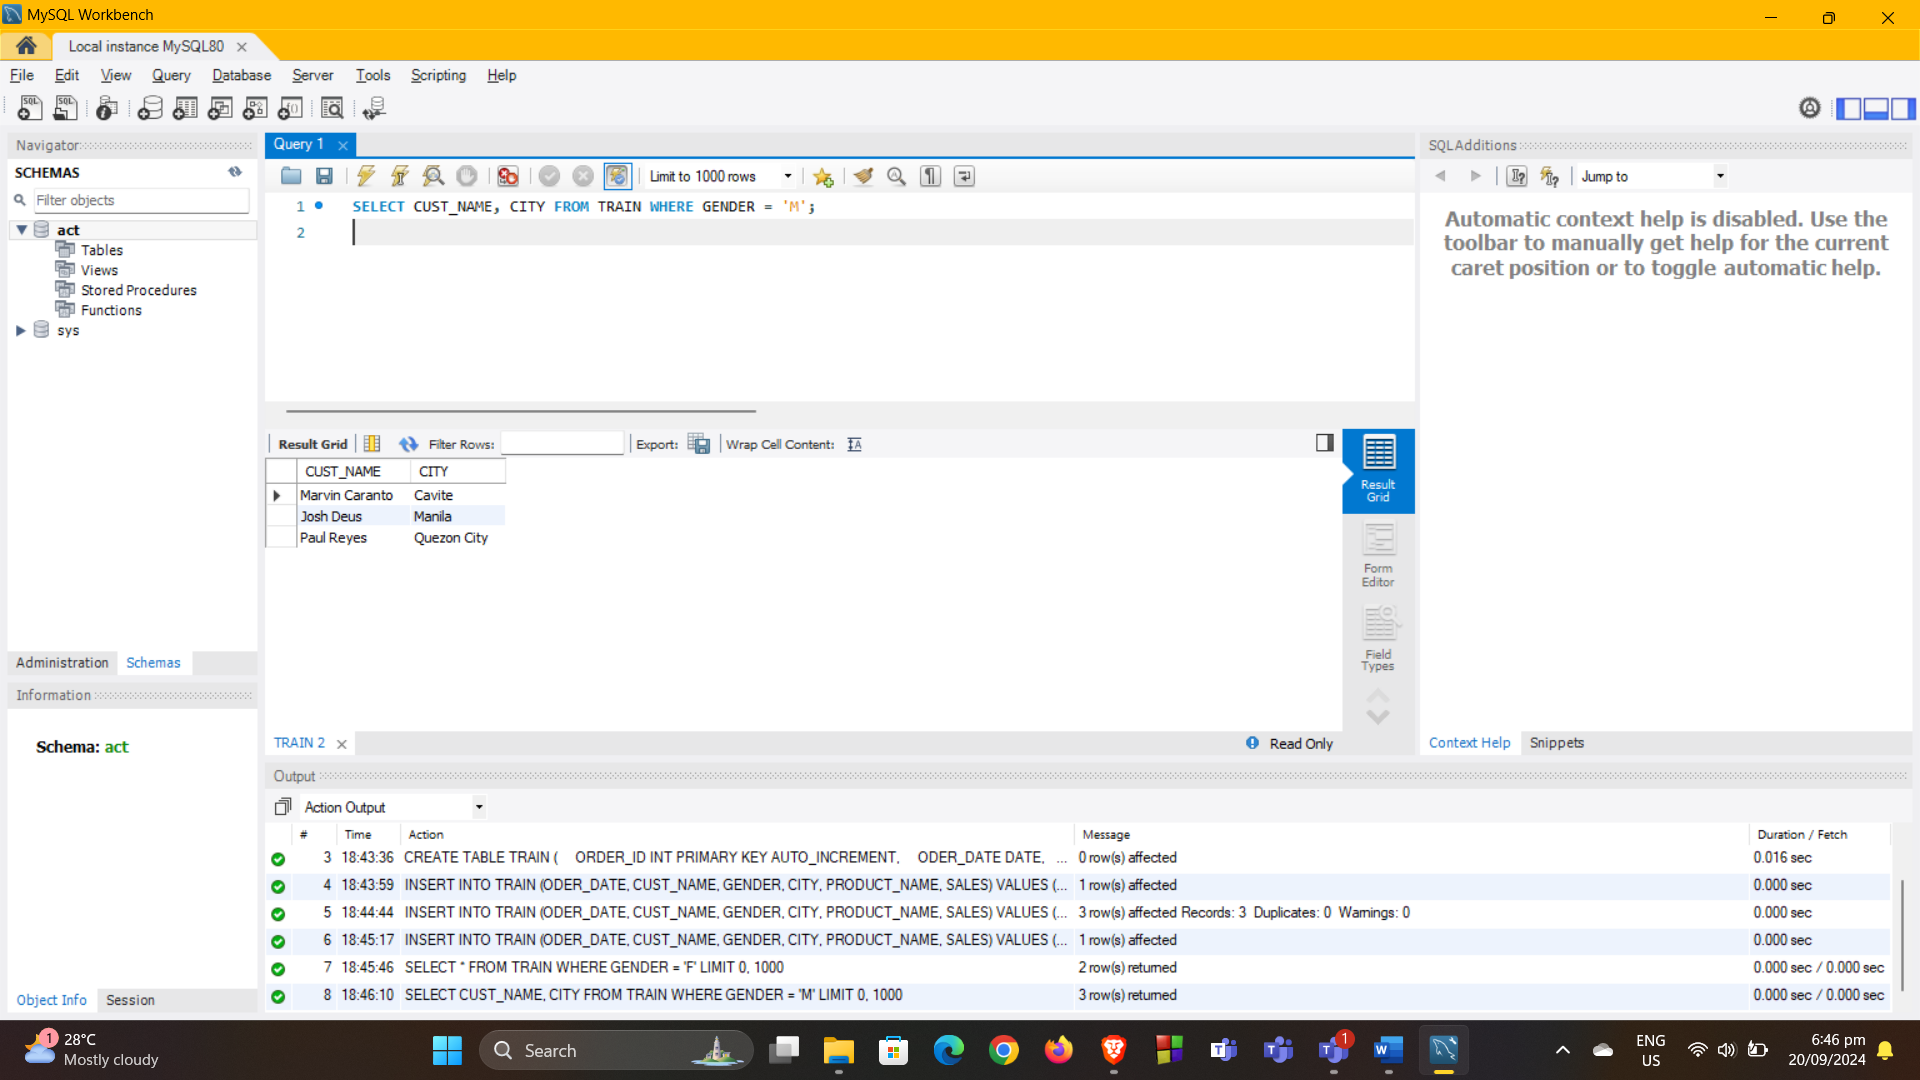 MySQL Workbench
Local instance MySQL80
File Edit View Query Database Server Tools Scripting Help
Navigator
SCHEMAS
Filter objects
act
Tables
Views
Stored Procedures
Functions
sys
Administration Schemas
Information
Schema: act
Object Info Session
Query 1
Limit to 1000 rows
1 SELECT CUST_NAME, CITY FROM TRAIN WHERE GENDER = 'M';
2
Result Grid Filter Rows: Export: Wrap Cell Content:
CUST_NAME CITY
Marvin Caranto Cavite
Josh Deus Manila
Paul Reyes Quezon City
Result
Grid
Form
Editor
Field
Types
TRAIN 2
Read Only
SQLAdditions
Jump to
Automatic context help is disabled. Use the
toolbar to manually get help for the current
caret position or to toggle automatic help.
Context Help Snippets
Output
Action Output
# Time Action Message Duration / Fetch
3 18:43:36 CREATE TABLE TRAIN ( ORDER_ID INT PRIMARY KEY AUTO_INCREMENT, ODER_DATE DATE, ... 0 row(s) affected 0.016 sec
4 18:43:59 INSERT INTO TRAIN (ODER_DATE, CUST_NAME, GENDER, CITY, PRODUCT_NAME, SALES) VALUES (... 1 row(s) affected 0.000 sec
5 18:44:44 INSERT INTO TRAIN (ODER_DATE, CUST_NAME, GENDER, CITY, PRODUCT_NAME, SALES) VALUES (... 3 row(s) affected Records: 3 Duplicates: 0 Warnings: 0 0.000 sec
6 18:45:17 INSERT INTO TRAIN (ODER_DATE, CUST_NAME, GENDER, CITY, PRODUCT_NAME, SALES) VALUES (... 1 row(s) affected 0.000 sec
7 18:45:46 SELECT * FROM TRAIN WHERE GENDER = 'F' LIMIT 0, 1000 2 row(s) returned 0.000 sec / 0.000 sec
8 18:46:10 SELECT CUST_NAME, CITY FROM TRAIN WHERE GENDER = 'M' LIMIT 0, 1000 3 row(s) returned 0.000 sec / 0.000 sec
1
28°C
Mostly cloudy
Search
1
ENG
US
6:46 pm
20/09/2024